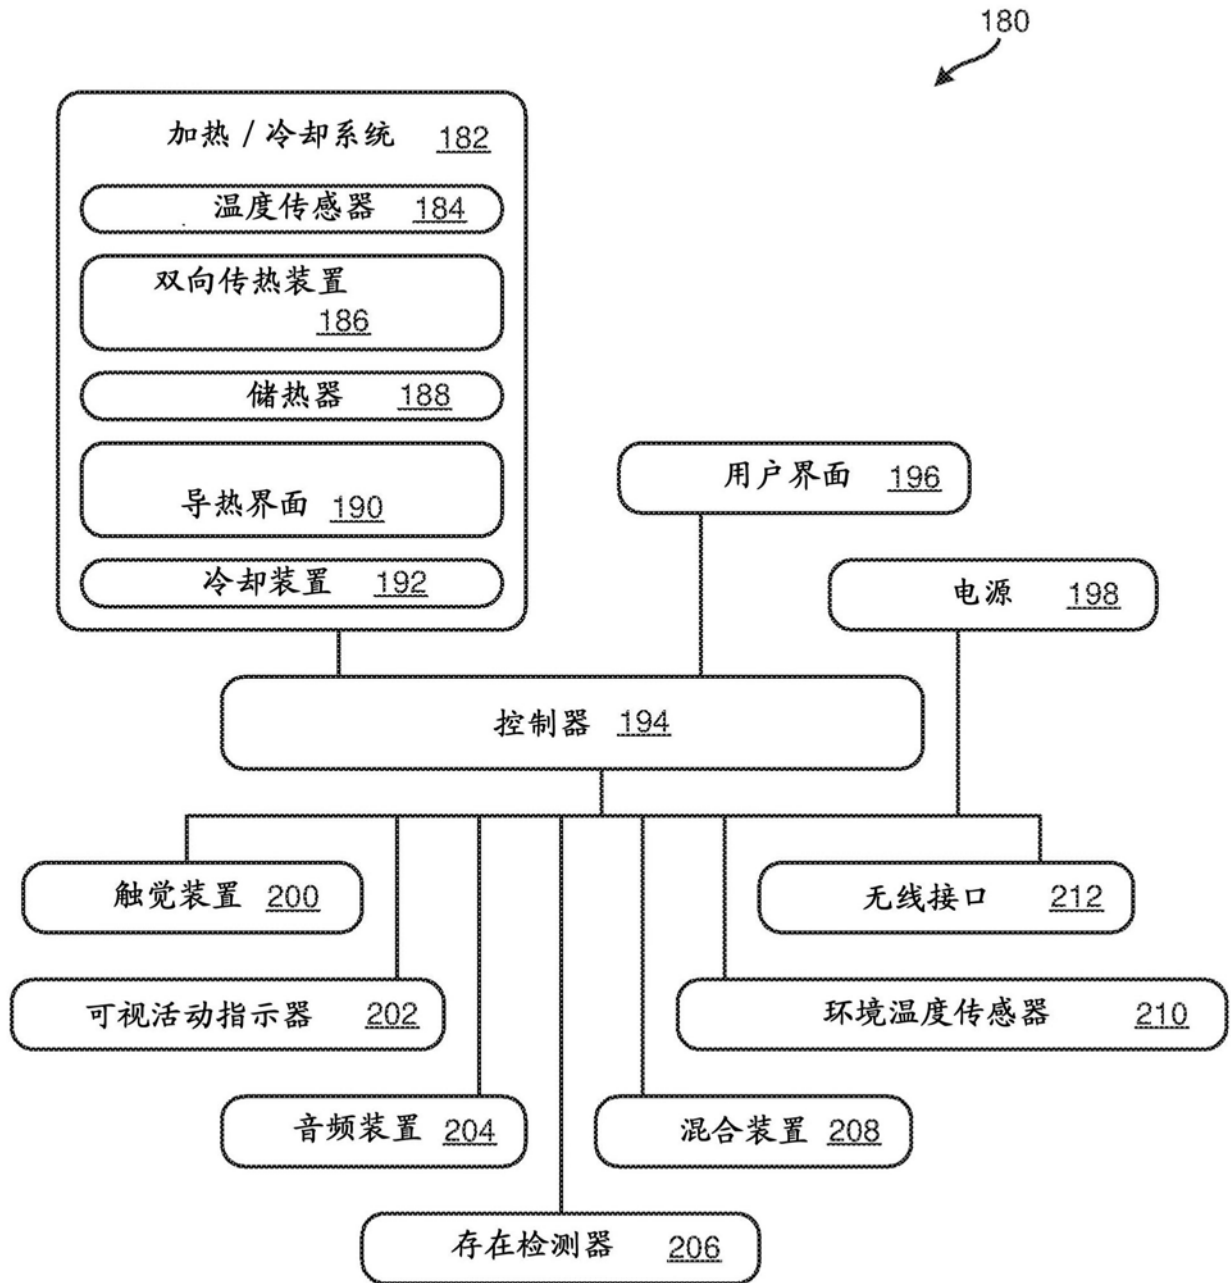 180
加热 / 冷却系统 182
温度传感器 184
双向传热装置
186
储热器 188
导热界面 190
冷却装置 192
用户界面 196
电源 198
控制器 194
触觉装置 200
无线接口 212
可视活动指示器 202
环境温度传感器 210
音频装置 204
混合装置 208
存在检测器 206